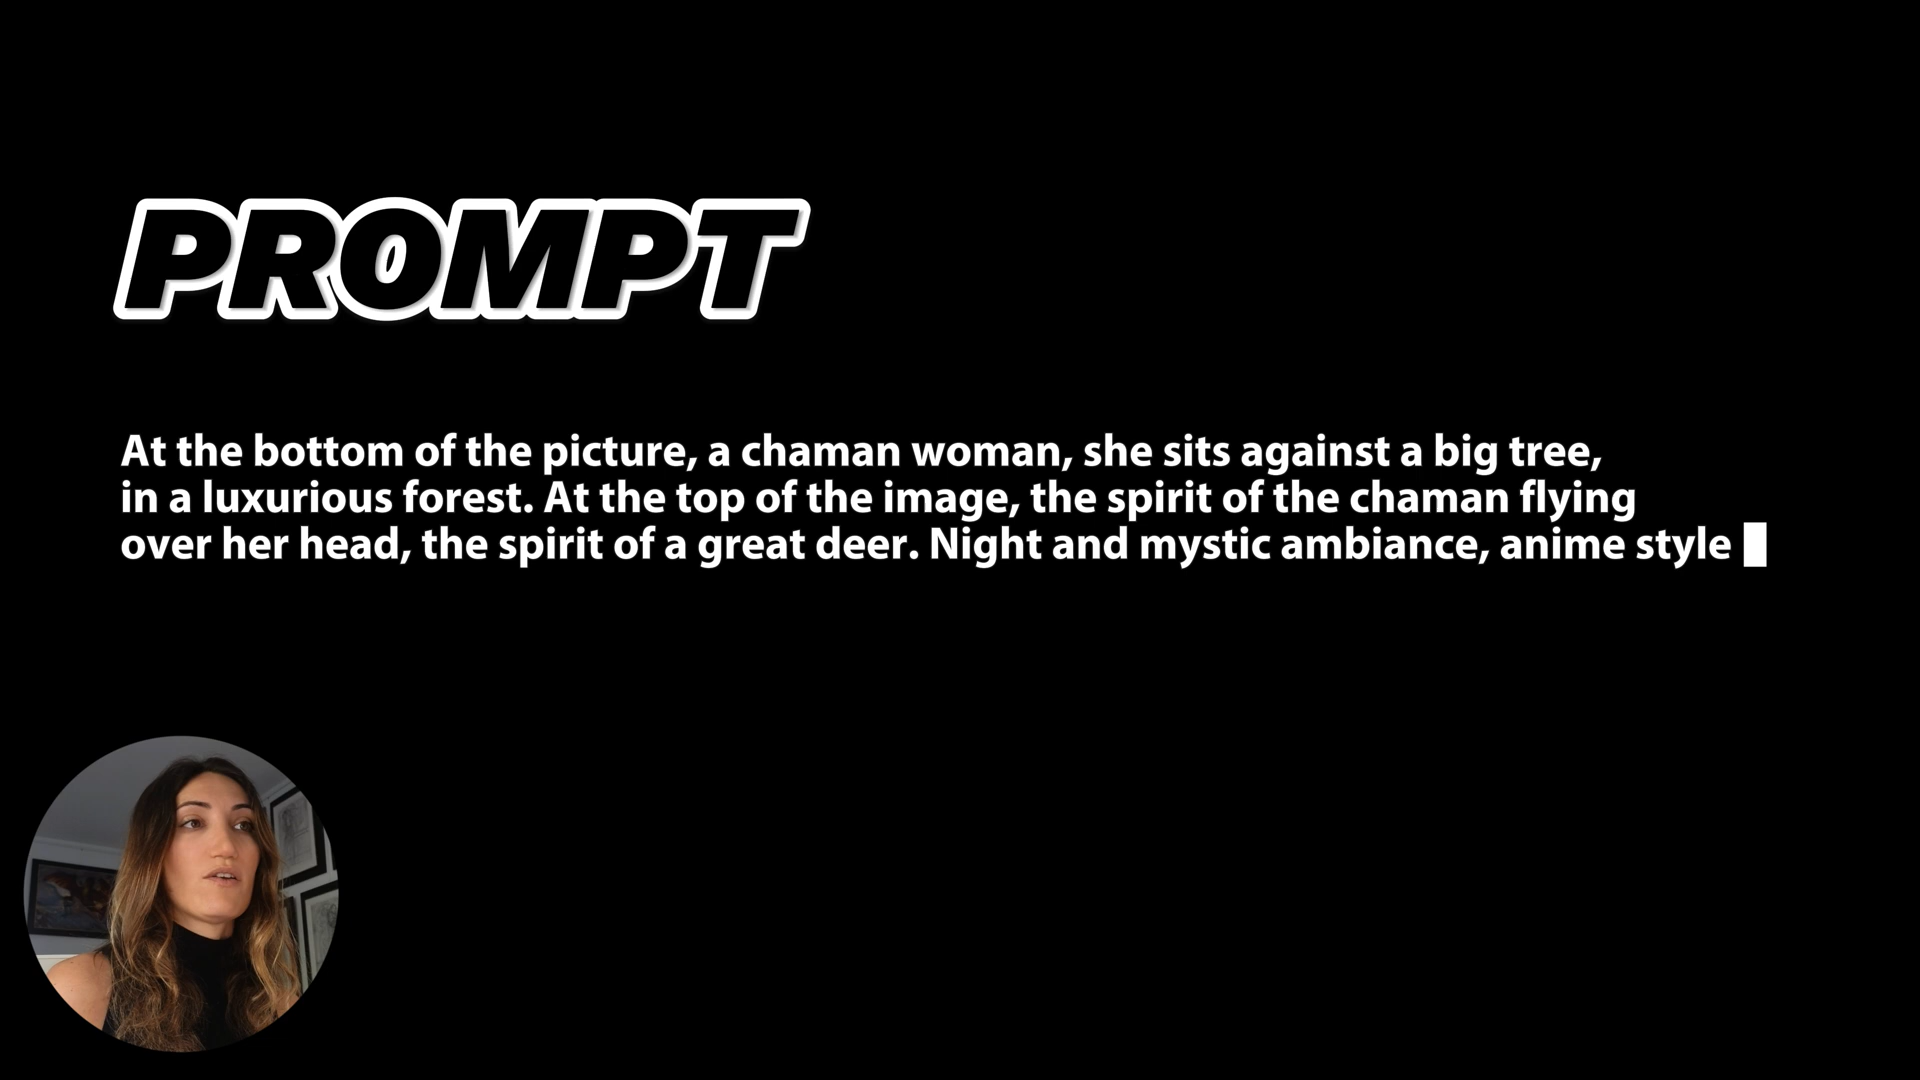 PROMPT
At the bottom of the picture, a chaman woman, she sits against a big tree,
in a luxurious forest. At the top of the image, the spirit of the chaman flying
over her head, the spirit of a great deer. Night and mystic ambiance, anime style